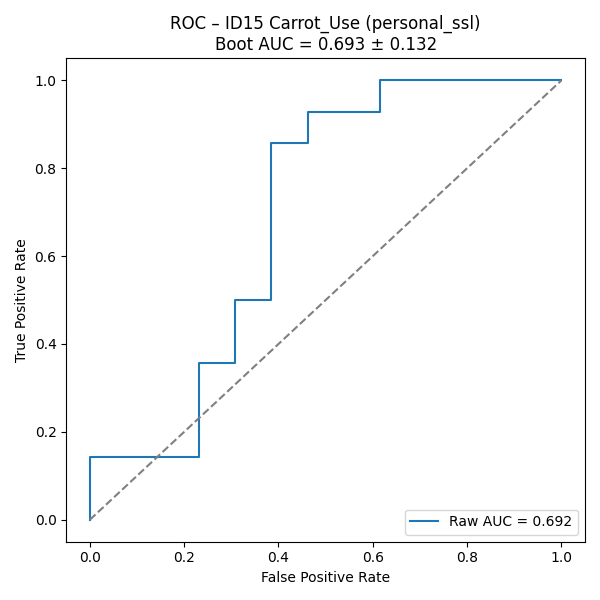 ROC – ID15 Carrot_Use (personal_ssl)
Boot AUC = 0.693 ± 0.132
1.0
0.8
0.6
0.4
0.2
0.0
True Positive Rate
Raw AUC = 0.692
0.0 0.2 0.4 0.6 0.8 1.0
False Positive Rate